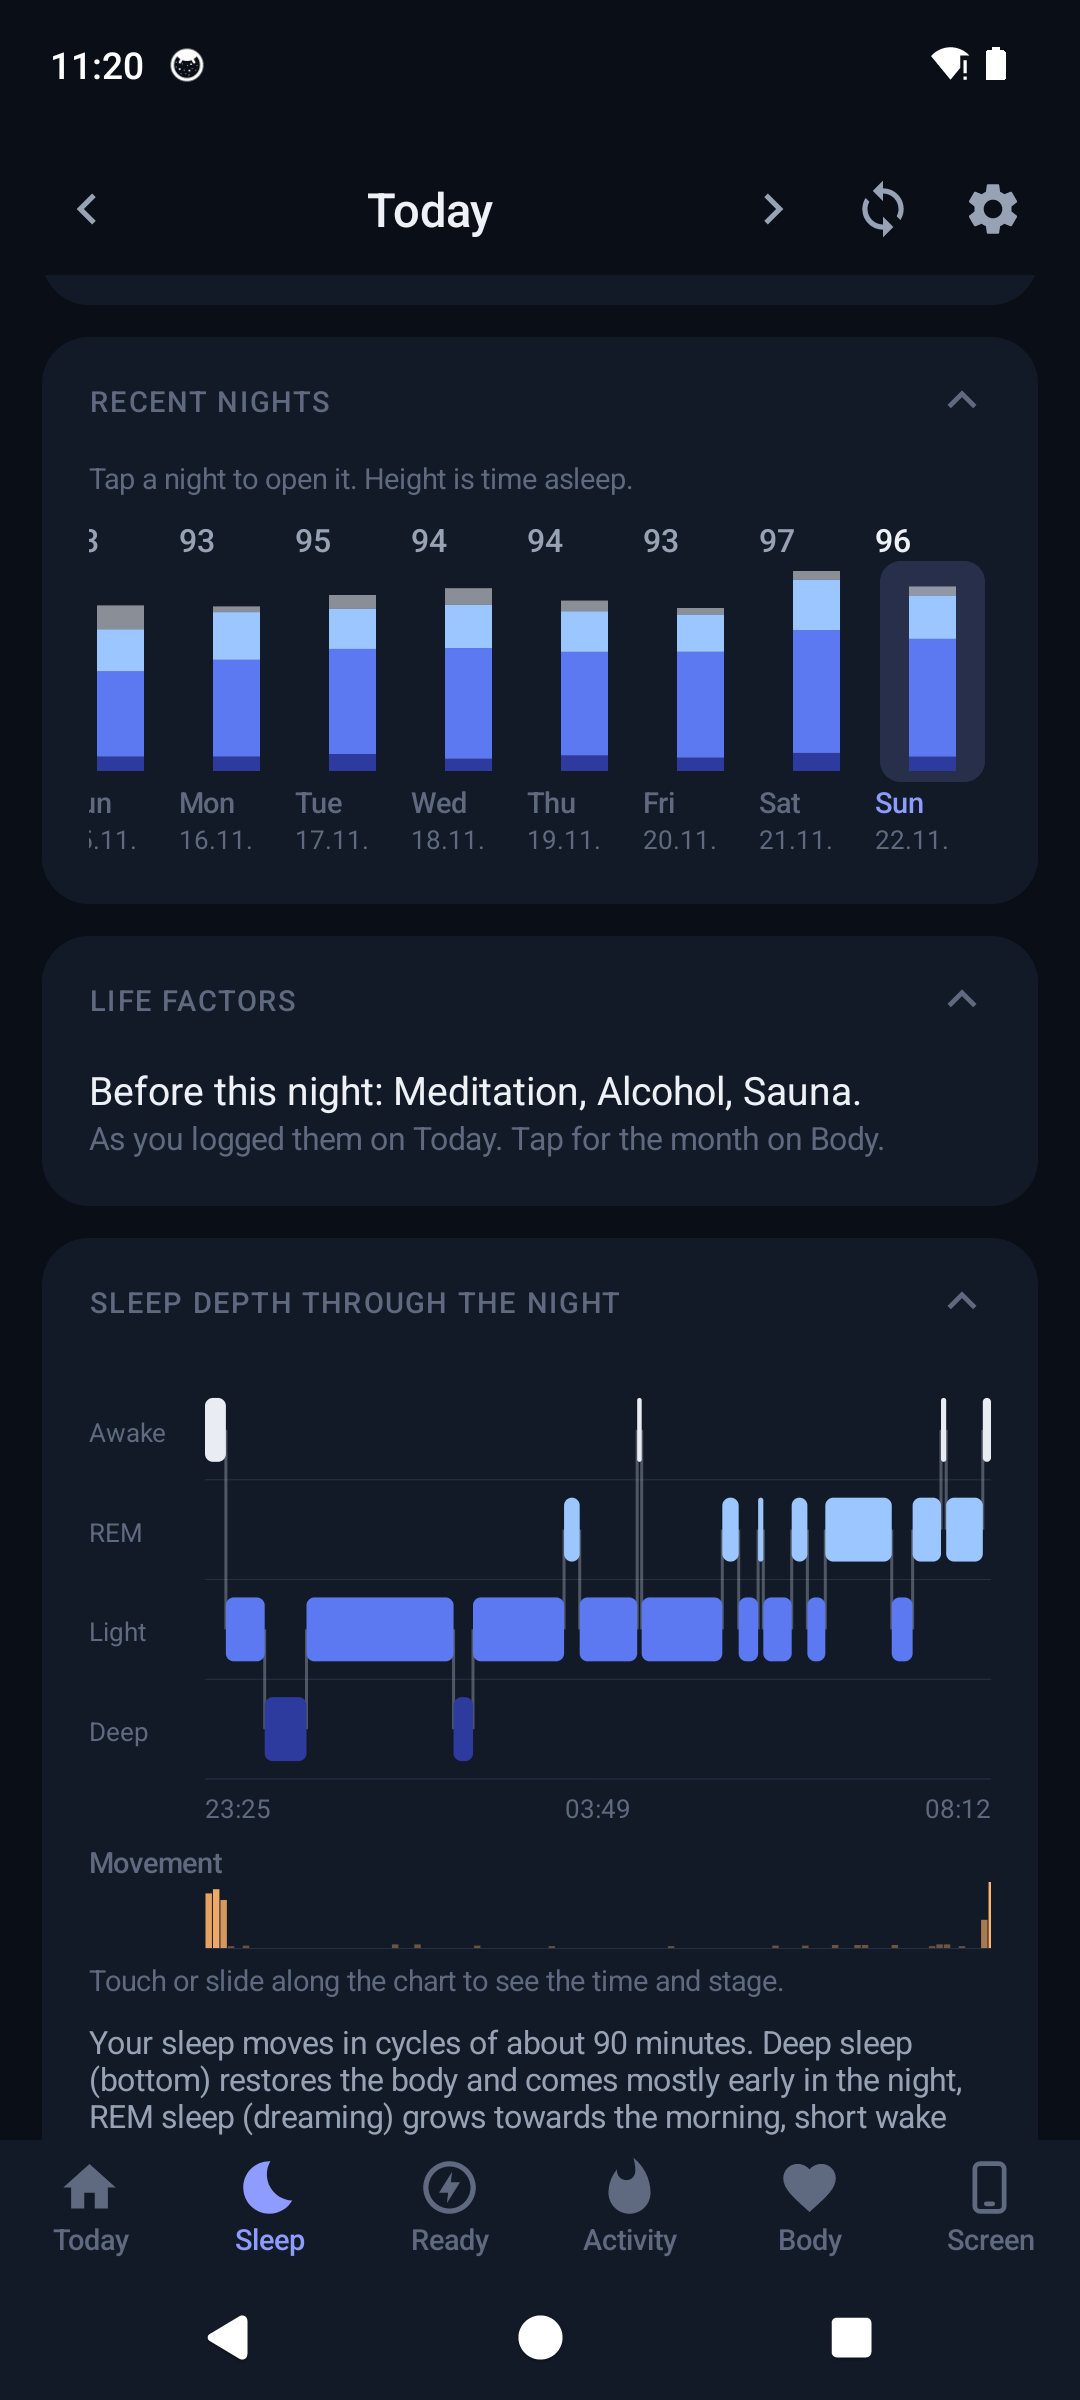 11:20
Today
RECENT NIGHTS
Tap a night to open it. Height is time asleep.
93 95 94 94 93 97 96
Mon Tue Wed Thu Fri Sat Sun
16.11. 17.11. 18.11. 19.11. 20.11. 21.11. 22.11.
LIFE FACTORS
Before this night: Meditation, Alcohol, Sauna.
As you logged them on Today. Tap for the month on Body.
SLEEP DEPTH THROUGH THE NIGHT
Awake
REM
Light
Deep
23:25 03:49 08:12
Movement
Touch or slide along the chart to see the time and stage.
Your sleep moves in cycles of about 90 minutes. Deep sleep
(bottom) restores the body and comes mostly early in the night,
REM sleep (dreaming) grows towards the morning, short wake
Today Sleep Ready Activity Body Screen